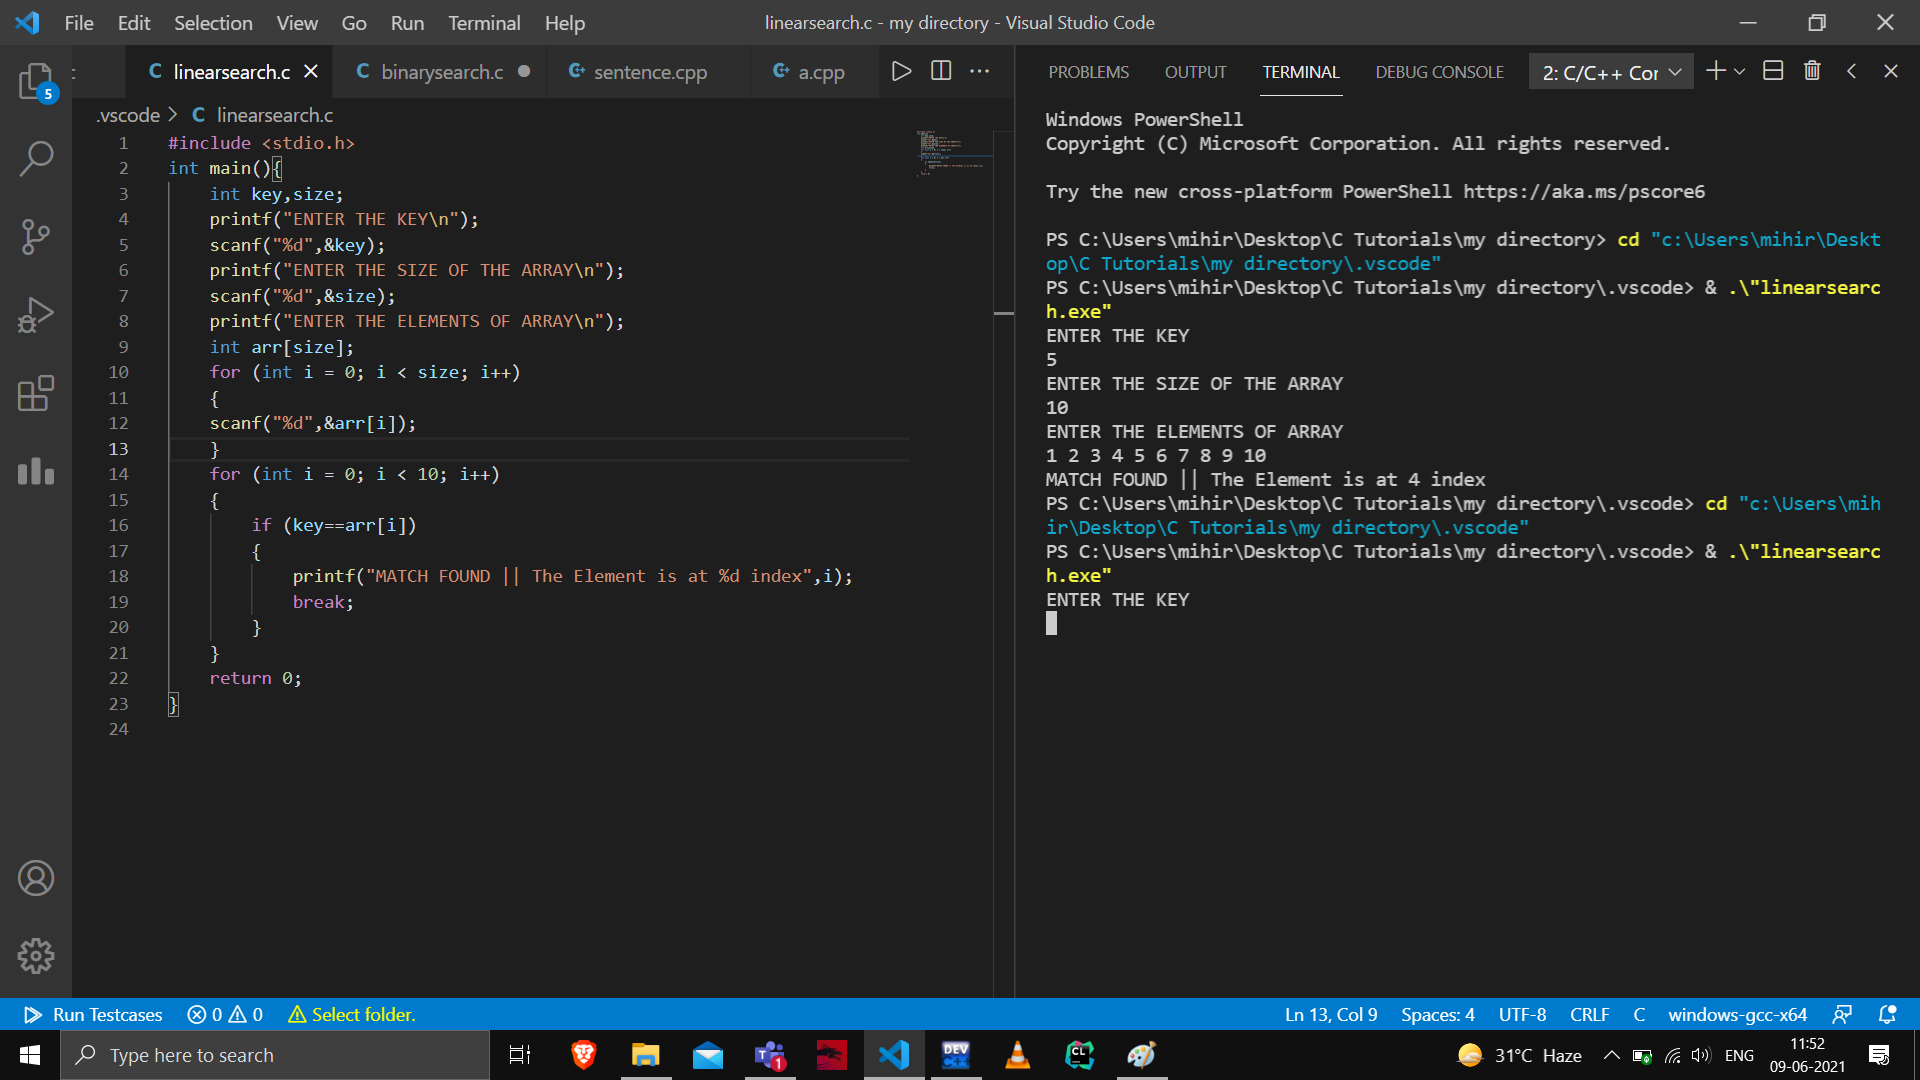 File Edit Selection View Go Run Terminal Help
linearsearch.c - my directory - Visual Studio Code
linearsearch.c
binarysearch.c
sentence.cpp
a.cpp
PROBLEMS OUTPUT TERMINAL DEBUG CONSOLE 2: C/C++ Cor
5
.vscode > C linearsearch.c
1 #include <stdio.h>
2 int main(){
3 int key,size;
4 printf("ENTER THE KEY\n");
5 scanf("%d",&key);
6 printf("ENTER THE SIZE OF THE ARRAY\n");
7 scanf("%d",&size);
8 printf("ENTER THE ELEMENTS OF ARRAY\n");
9 int arr[size];
10 for (int i = 0; i < size; i++)
11 {
12 scanf("%d",&arr[i]);
13 }
14 for (int i = 0; i < 10; i++)
15 {
16 if (key==arr[i])
17 {
18 printf("MATCH FOUND || The Element is at %d index",i);
19 break;
20 }
21 }
22 return 0;
23 }
24
Windows PowerShell
Copyright (C) Microsoft Corporation. All rights reserved.
Try the new cross-platform PowerShell https://aka.ms/pscore6
PS C:\Users\mihir\Desktop\C Tutorials\my directory> cd "c:\Users\mihir\Deskt
op\C Tutorials\my directory\.vscode"
PS C:\Users\mihir\Desktop\C Tutorials\my directory\.vscode> & .\"linearsearc
h.exe"
ENTER THE KEY
5
ENTER THE SIZE OF THE ARRAY
10
ENTER THE ELEMENTS OF ARRAY
1 2 3 4 5 6 7 8 9 10
MATCH FOUND || The Element is at 4 index
PS C:\Users\mihir\Desktop\C Tutorials\my directory\.vscode> cd "c:\Users\mih
ir\Desktop\C Tutorials\my directory\.vscode"
PS C:\Users\mihir\Desktop\C Tutorials\my directory\.vscode> & .\"linearsearc
h.exe"
ENTER THE KEY
Run Testcases 0 0 Select folder. Ln 13, Col 9 Spaces: 4 UTF-8 CRLF C windows-gcc-x64
Type here to search
1
DEV
C++
CL
31°C Haze
ENG
11:52
09-06-2021